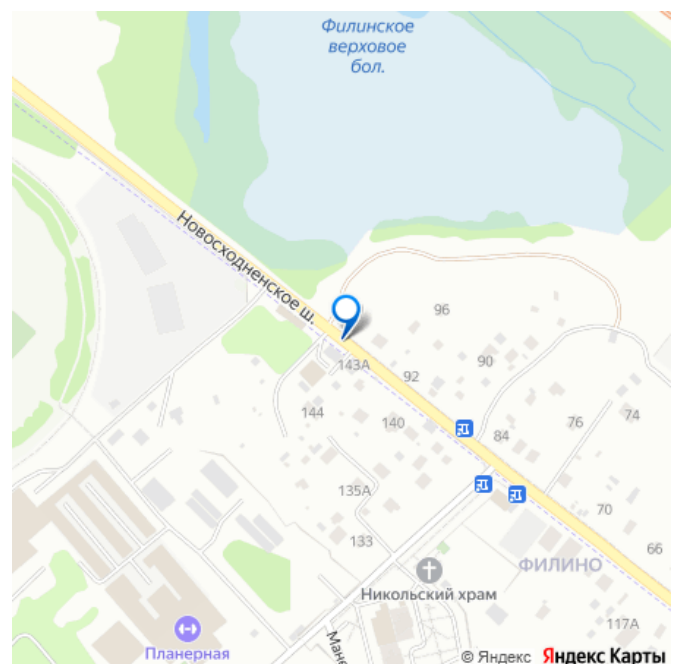 Филинское
верховое
бол.
Новосходненское ш.
96
143А
92
90
144
140
84
76
74
135А
70
133
66
ФИЛИНО
Никольский храм
117А
Планерная
Мане
© Яндекс Яндекс Карты